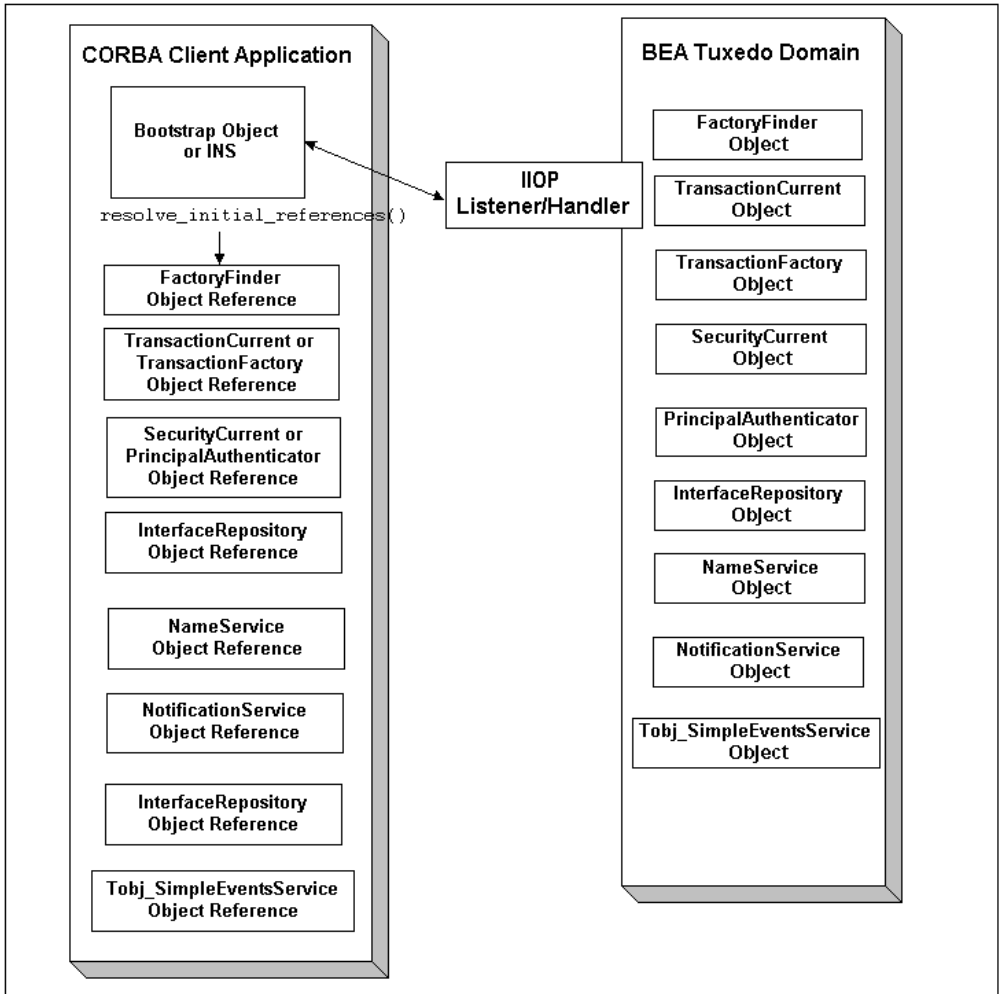 CORBA Client Application
Bootstrap Object
or INS
resolve_initial_references()
FactoryFinder
Object Reference
TransactionCurrent or
TransactionFactory
Object Reference
SecurityCurrent or
PrincipalAuthenticator
Object Reference
InterfaceRepository
Object Reference
NameService
Object Reference
NotificationService
Object Reference
InterfaceRepository
Object Reference
Tobj_SimpleEventsService
Object Reference
IIOP
Listener/Handler
BEA Tuxedo Domain
FactoryFinder
Object
TransactionCurrent
Object
TransactionFactory
Object
SecurityCurrent
Object
PrincipalAuthenticator
Object
InterfaceRepository
Object
NameService
Object
NotificationService
Object
Tobj_SimpleEventsService
Object